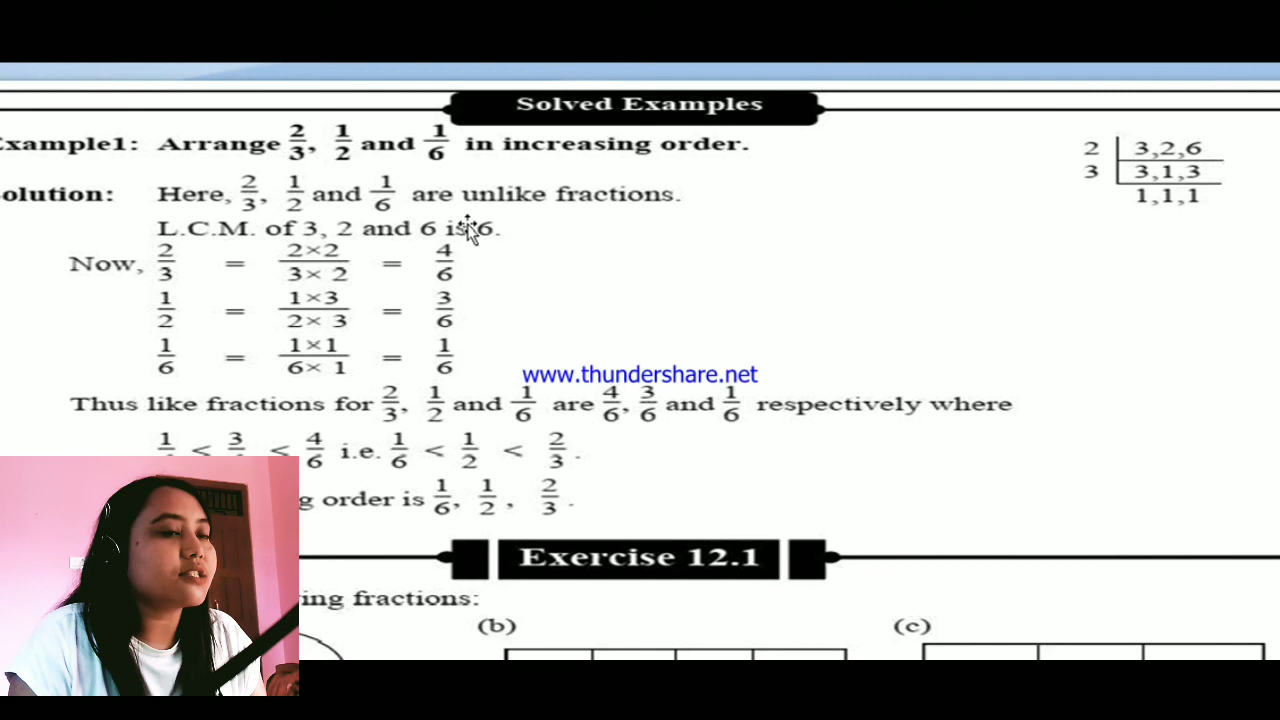 Solved Examples
Example1: Arrange 2/3, 1/2 and 1/6 in increasing order.
2 | 3,2,6
3 | 3,1,3
1,1,1
Solution: Here, 2/3, 1/2 and 1/6 are unlike fractions.
L.C.M. of 3, 2 and 6 is 6.
Now, 2/3 = 2×2/3× 2 = 4/6
1/2 = 1×3/2× 3 = 3/6
1/6 = 1×1/6× 1 = 1/6
www.thundershare.net
Thus like fractions for 2/3, 1/2 and 1/6 are 4/6, 3/6 and 1/6 respectively where
< < 4/6 i.e. 1/6 < 1/2 < 2/3.
order is 1/6, 1/2, 2/3.
Exercise 12.1
fractions:
(b)
(c)